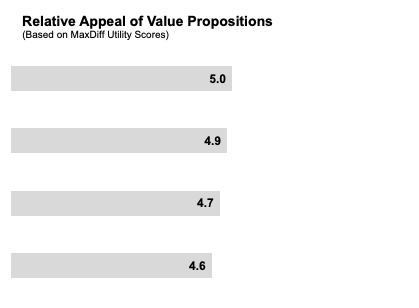 Relative Appeal of Value Propositions
(Based on MaxDiff Utility Scores)
5.0
4.9
4.7
4.6